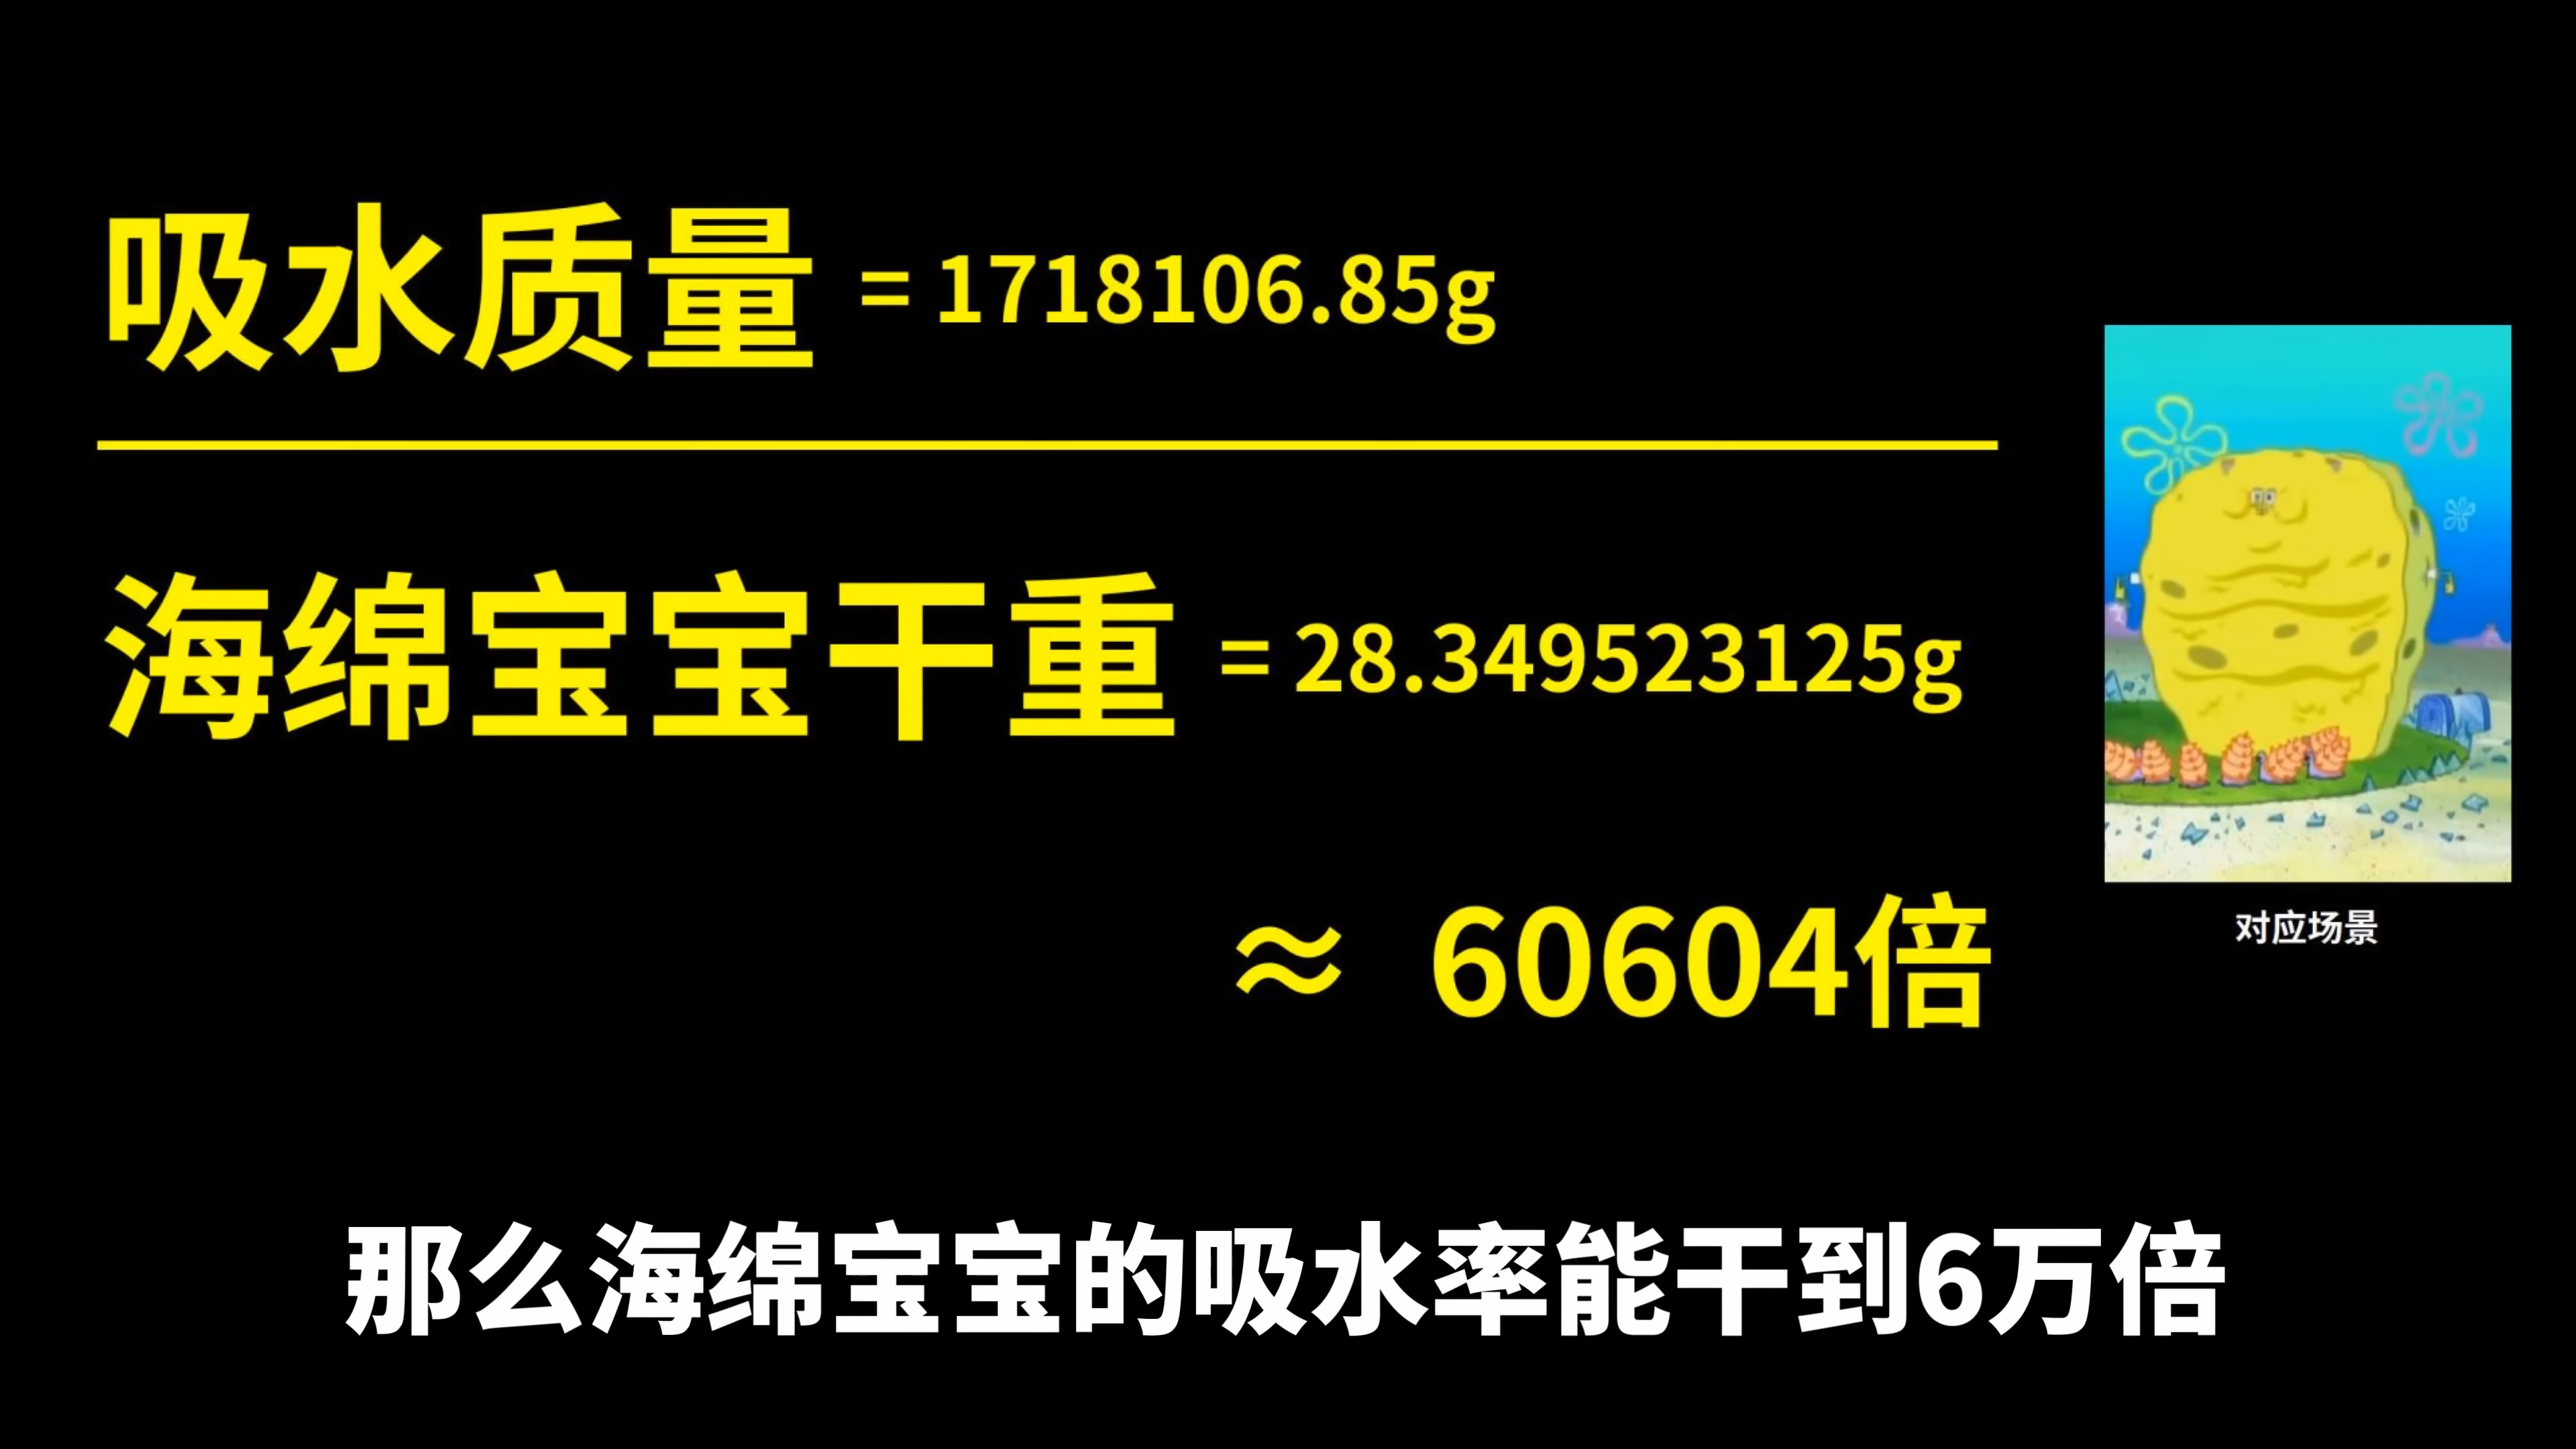 吸水质量 = 1718106.85g
海绵宝宝干重 = 28.349523125g
≈ 60604倍
对应场景
那么海绵宝宝的吸水率能干到6万倍